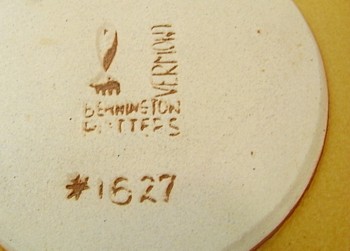 VERMONT
BENNINGTON
POTTERS
#1627